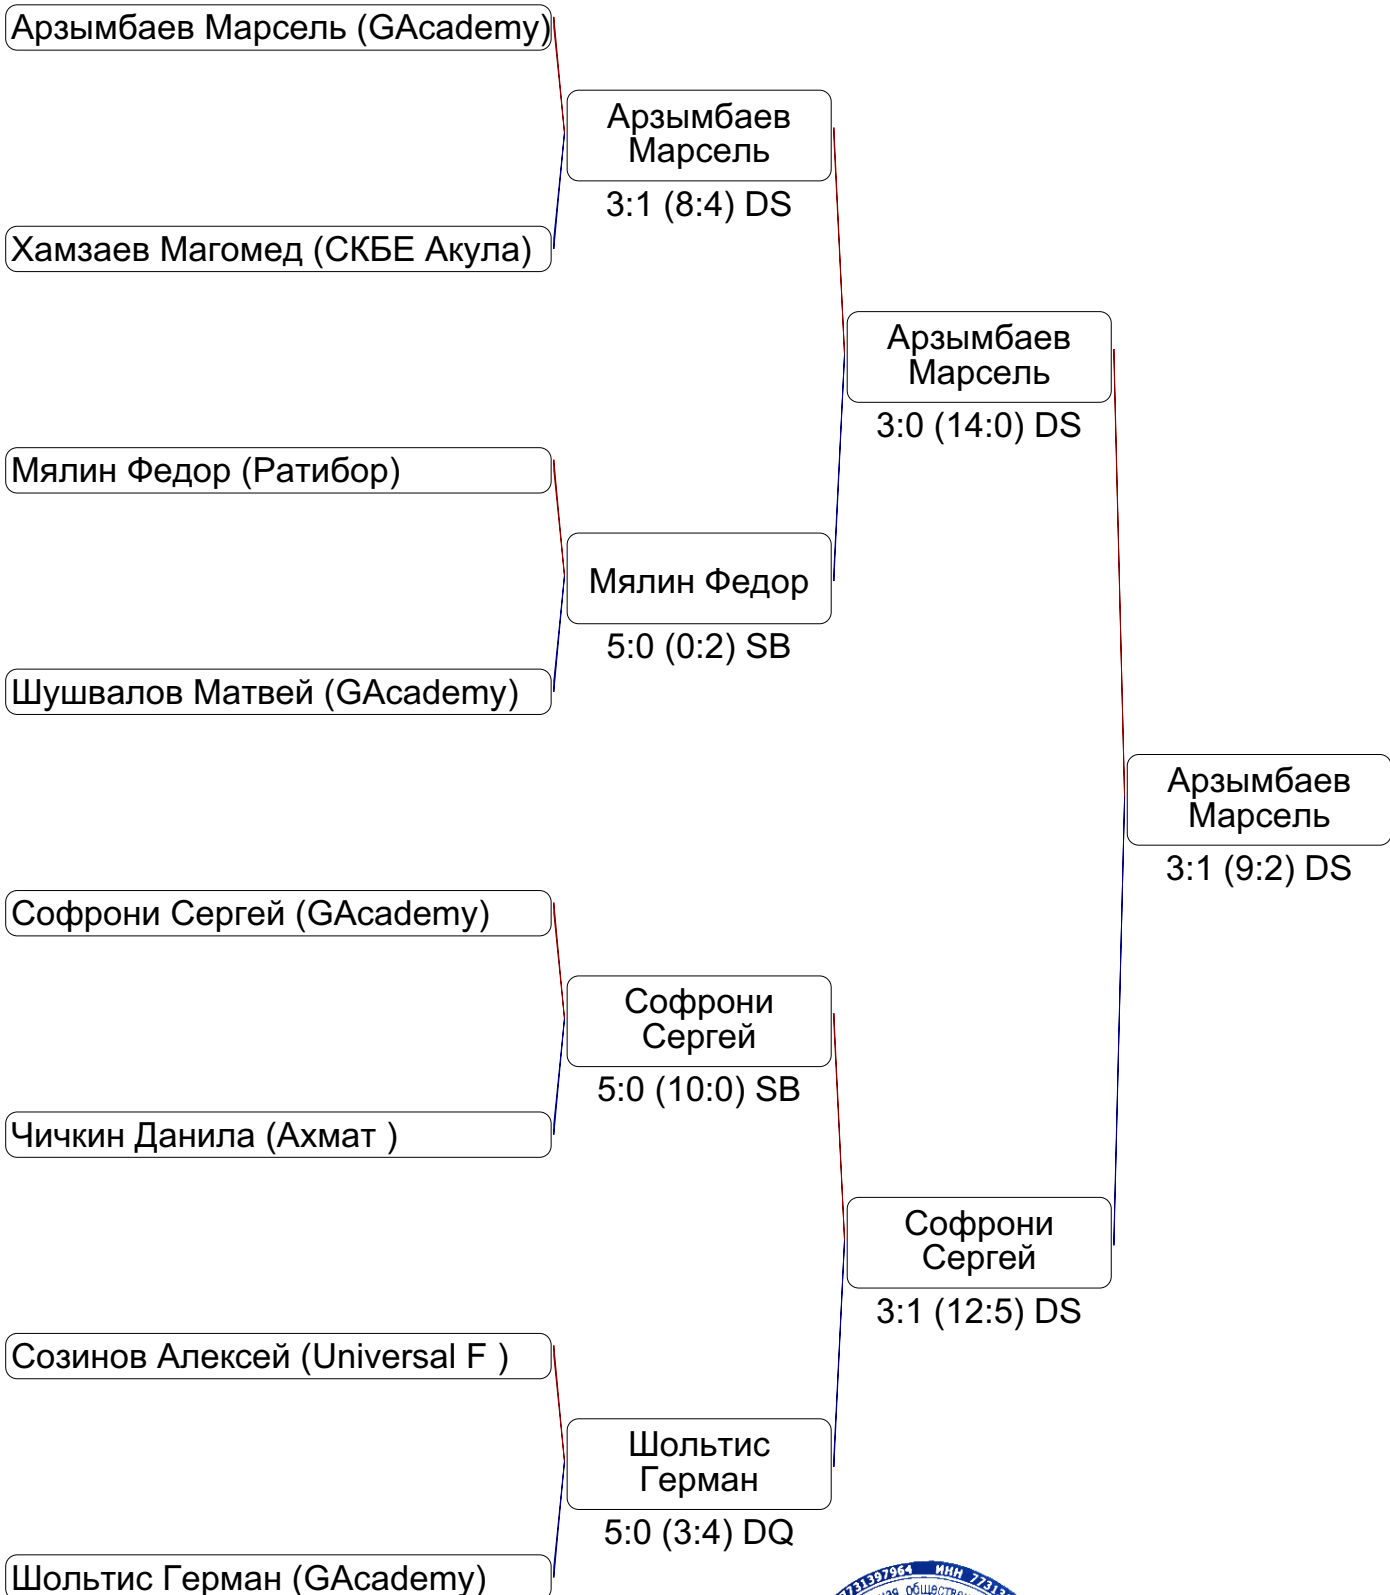 Арзымбаев Марсель (GAcademy)
Арзымбаев
Марсель
3:1 (8:4) DS
Хамзаев Магомед (СКБЕ Акула)
Арзымбаев
Марсель
3:0 (14:0) DS
Мялин Федор (Ратибор)
Мялин Федор
5:0 (0:2) SB
Шушвалов Матвей (GAcademy)
Арзымбаев
Марсель
3:1 (9:2) DS
Софрони Сергей (GAcademy)
Софрони
Сергей
5:0 (10:0) SB
Чичкин Данила (Ахмат )
Софрони
Сергей
3:1 (12:5) DS
Созинов Алексей (Universal F )
Шольтис
Герман
5:0 (3:4) DQ
Шольтис Герман (GAcademy)
ИНН